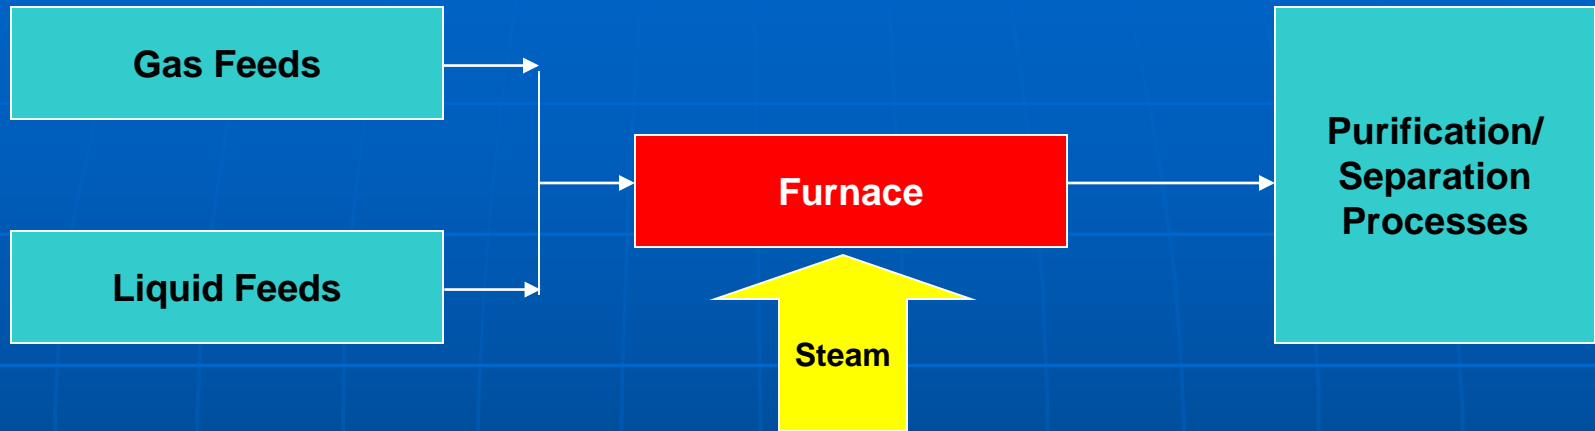 Gas Feeds
Liquid Feeds
Furnace
Steam
Purification/
Separation
Processes